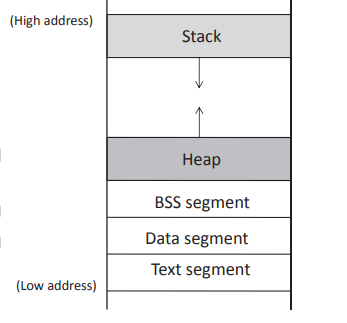 (High address)
Stack
Heap
BSS segment
Data segment
Text segment
(Low address)